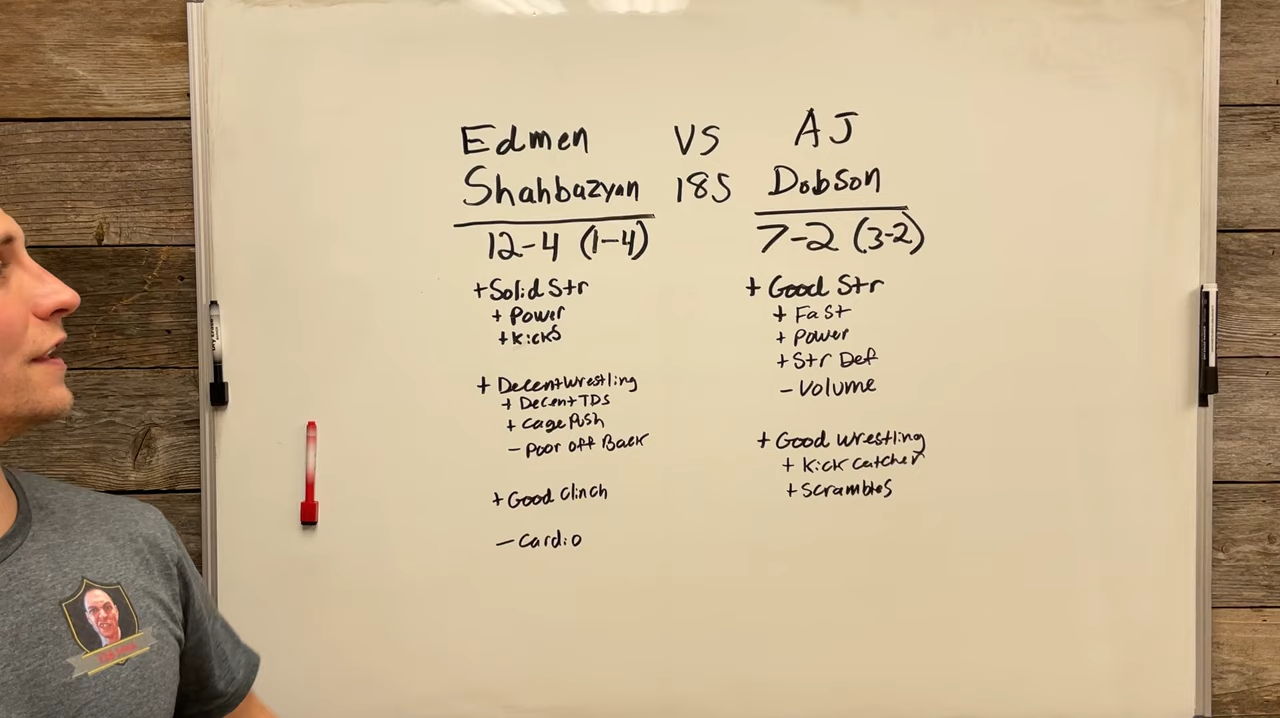 Edmen VS AJ
Shahbazyan 185 Dobson
12-4 (1-4)
+Solid Str
+ Power
+Kicks
+ Decent Wrestling
+ Decent TDS
+ Cage Push
- Poor off Back
+ Good Clinch
- Cardio
7-2 (3-2)
+ Good Str
+ Fast
+ Power
+ Str Def
- Volume
+ Good Wrestling
+ Kick Catcher
+ Scrambles